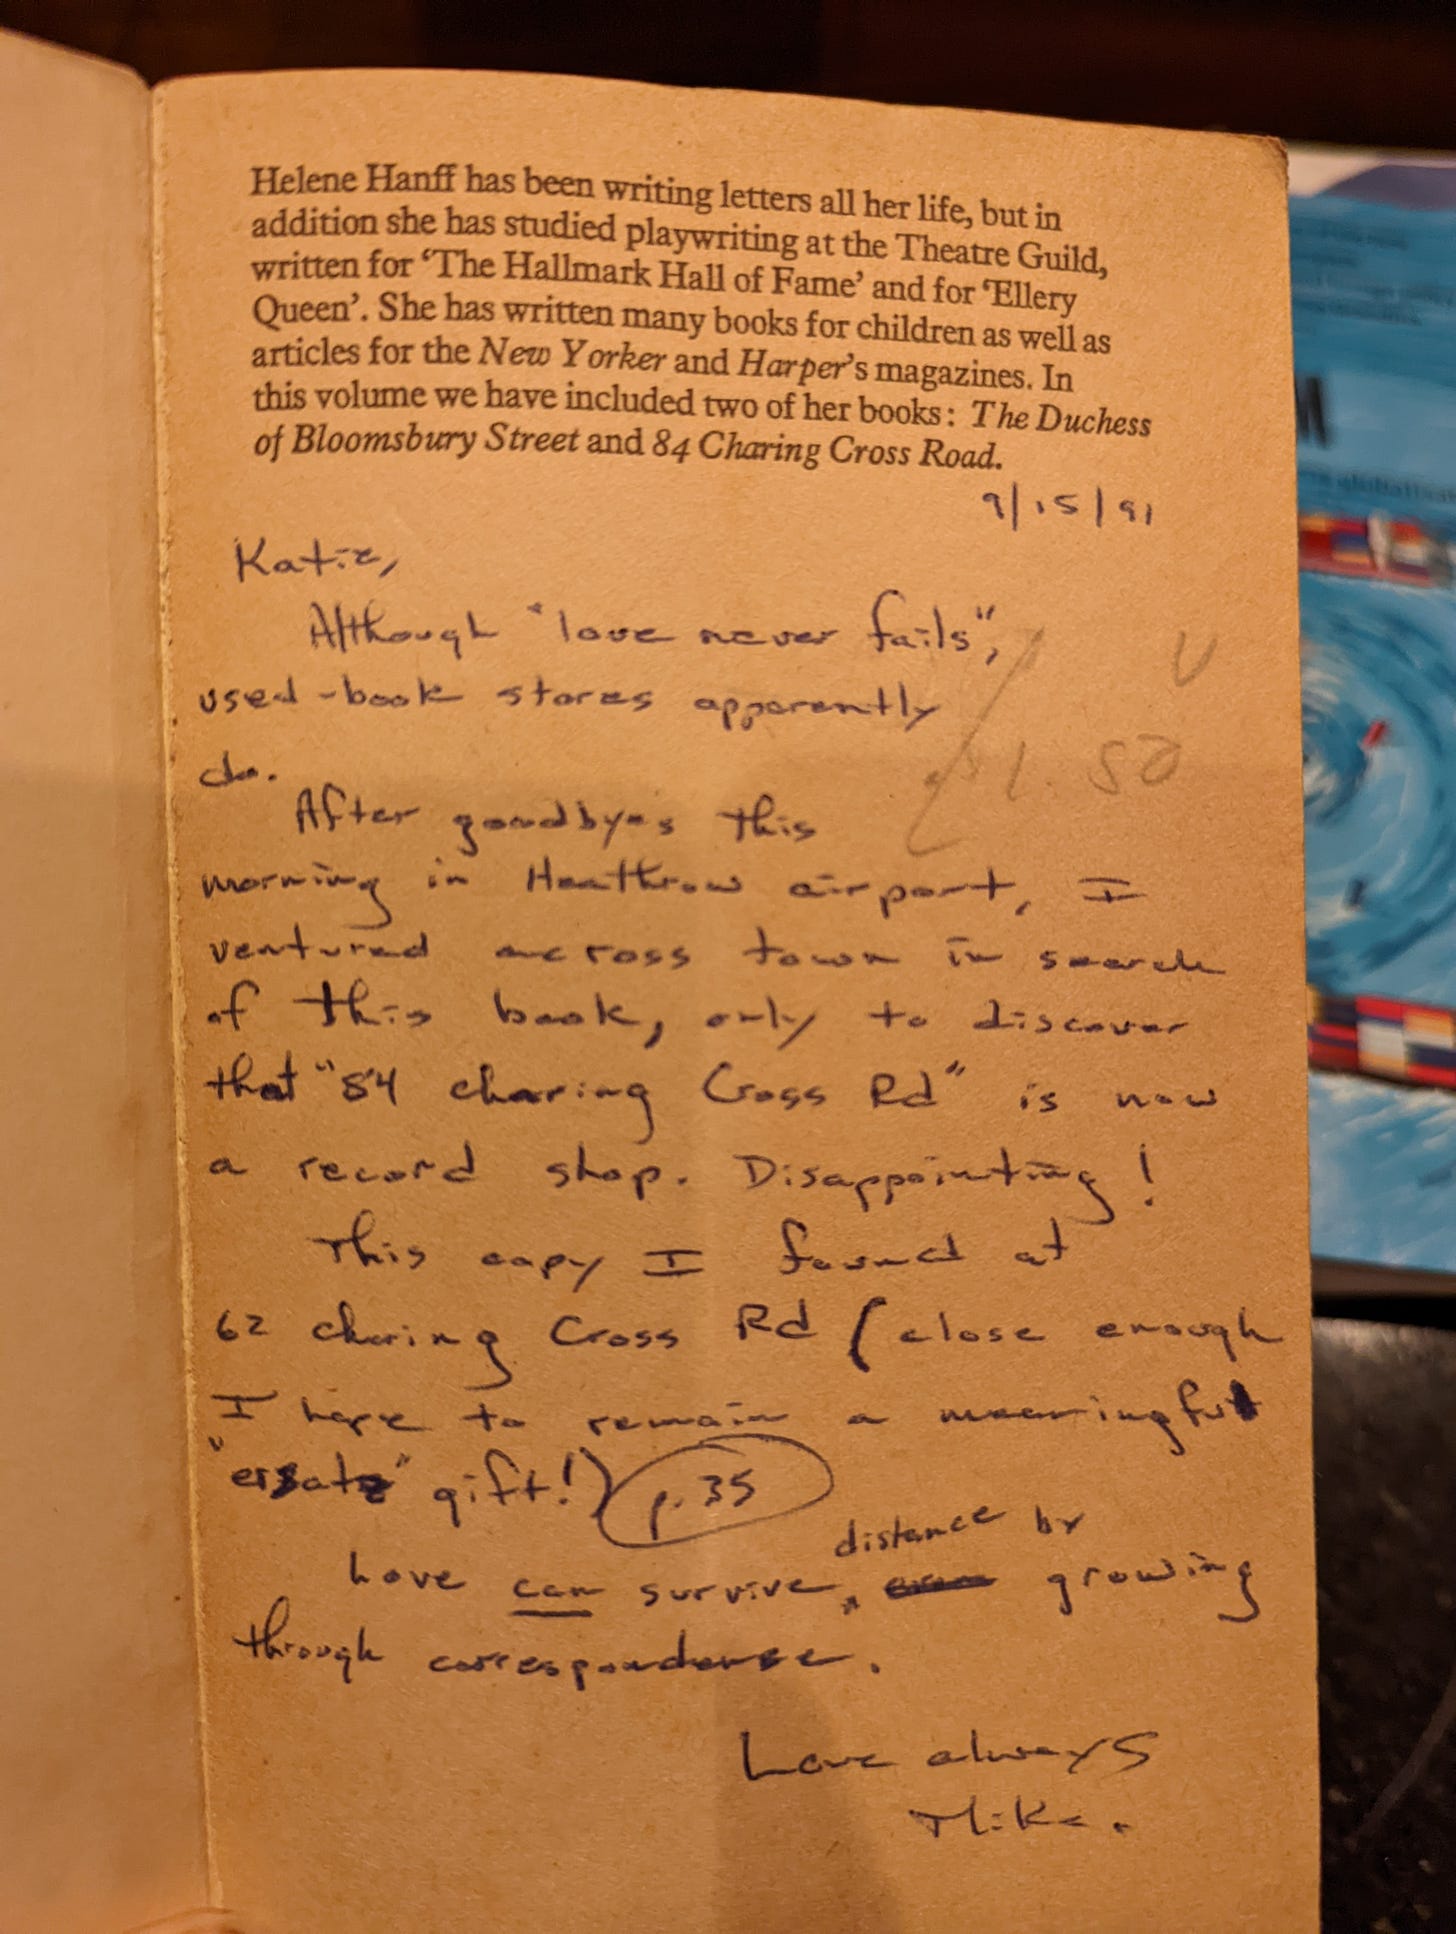 Helene Hanff has been writing letters all her life, but in
addition she has studied playwriting at the Theatre Guild,
written for ‘The Hallmark Hall of Fame’ and for ‘Ellery
Queen’. She has written many books for children as well as
articles for the New Yorker and Harper’s magazines. In
this volume we have included two of her books: The Duchess
of Bloomsbury Street and 84 Charing Cross Road.
9/15/91
Katie,
Although "love never fails",
used-book stores apparently
do.
1.50
After goodbyes this
morning in Heathrow airport, I
ventured across town in search
of this book, only to discover
that "84 charing Cross Rd" is now
a record shop. Disappointing!
This copy I found at
62 charing Cross Rd (close enough
I hope to remain a meaningful
"ersatz" gift!) p. 35
Love can survive distance by growing
through correspondence.
Love always
Mike.